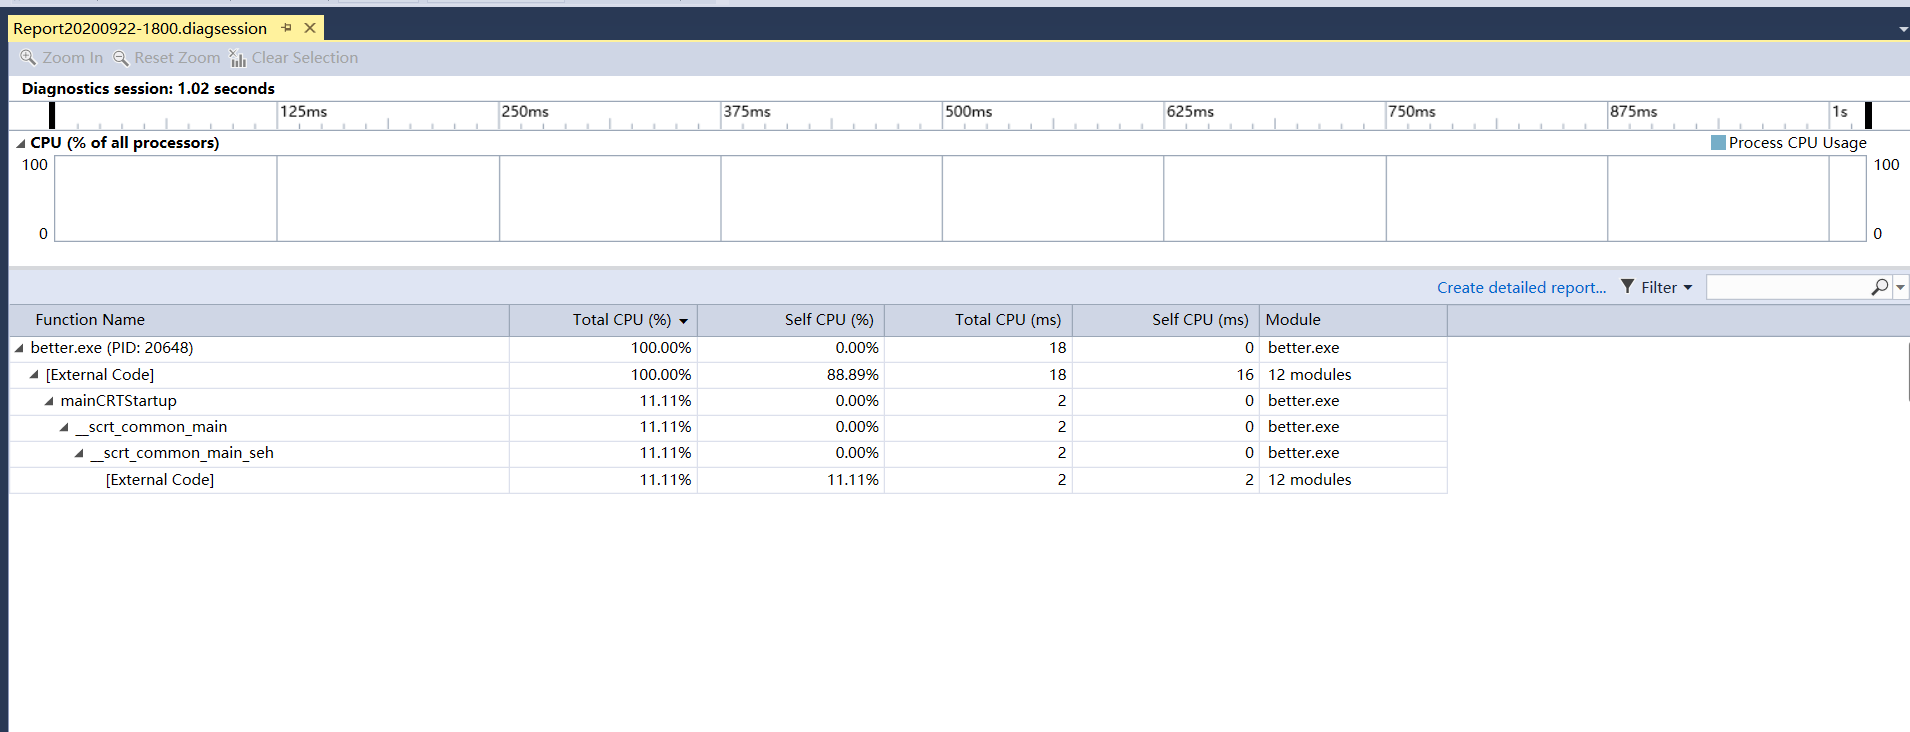 Report20200922-1800.diagsession
Zoom In Reset Zoom Clear Selection
Diagnostics session: 1.02 seconds
125ms 250ms 375ms 500ms 625ms 750ms 875ms 1s
CPU (% of all processors) Process CPU Usage
100 100
0 0
Create detailed report... Filter
Function Name Total CPU (%) Self CPU (%) Total CPU (ms) Self CPU (ms) Module
better.exe (PID: 20648) 100.00% 0.00% 18 0 better.exe
[External Code] 100.00% 88.89% 18 16 12 modules
mainCRTStartup 11.11% 0.00% 2 0 better.exe
__scrt_common_main 11.11% 0.00% 2 0 better.exe
__scrt_common_main_seh 11.11% 0.00% 2 0 better.exe
[External Code] 11.11% 11.11% 2 2 12 modules